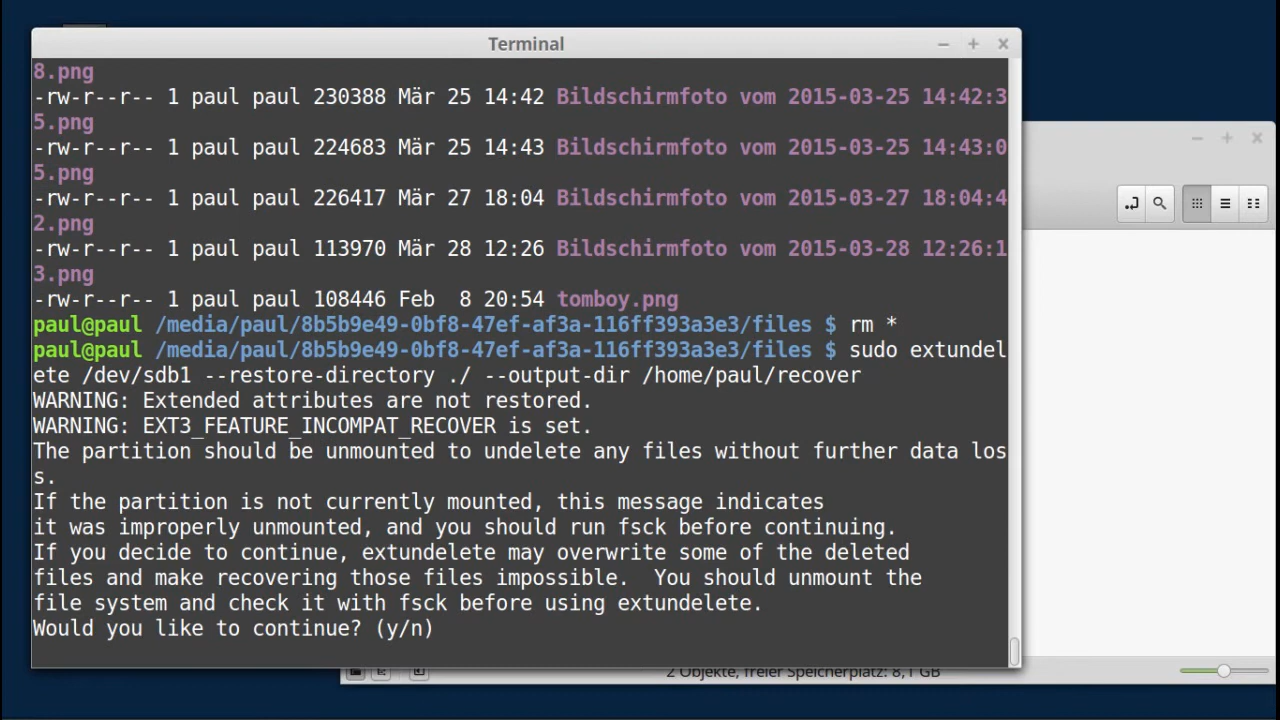 Terminal
8.png
-rw-r--r-- 1 paul paul 230388 Mär 25 14:42 Bildschirmfoto vom 2015-03-25 14:42:3
5.png
-rw-r--r-- 1 paul paul 224683 Mär 25 14:43 Bildschirmfoto vom 2015-03-25 14:43:0
5.png
-rw-r--r-- 1 paul paul 226417 Mär 27 18:04 Bildschirmfoto vom 2015-03-27 18:04:4
2.png
-rw-r--r-- 1 paul paul 113970 Mär 28 12:26 Bildschirmfoto vom 2015-03-28 12:26:1
3.png
-rw-r--r-- 1 paul paul 108446 Feb  8 20:54 tomboy.png
paul@paul /media/paul/8b5b9e49-0bf8-47ef-af3a-116ff393a3e3/files $ rm *
paul@paul /media/paul/8b5b9e49-0bf8-47ef-af3a-116ff393a3e3/files $ sudo extundel
ete /dev/sdb1 --restore-directory ./ --output-dir /home/paul/recover
WARNING: Extended attributes are not restored.
WARNING: EXT3_FEATURE_INCOMPAT_RECOVER is set.
The partition should be unmounted to undelete any files without further data los
s.
If the partition is not currently mounted, this message indicates
it was improperly unmounted, and you should run fsck before continuing.
If you decide to continue, extundelete may overwrite some of the deleted
files and make recovering those files impossible.  You should unmount the
file system and check it with fsck before using extundelete.
Would you like to continue? (y/n)
2 Objekte, freier Speicherplatz: 8,1 GB